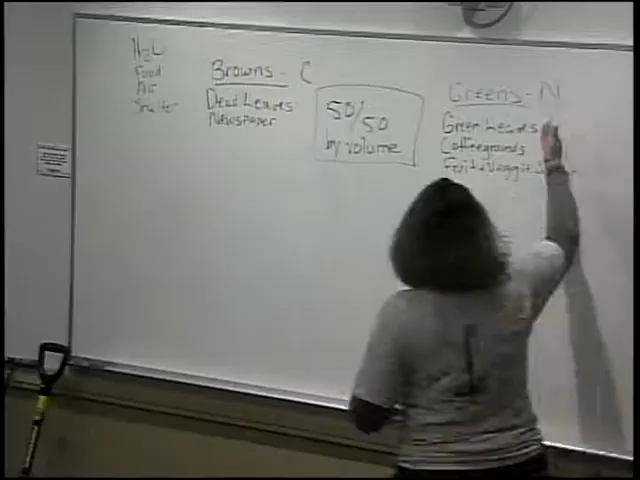 H2O
Food
Air
Shelter
Browns - C
Dead Leaves
Newspaper
50/50
by volume
Greens - N
Green Leaves
Coffeegrounds
Fruit + Veggie